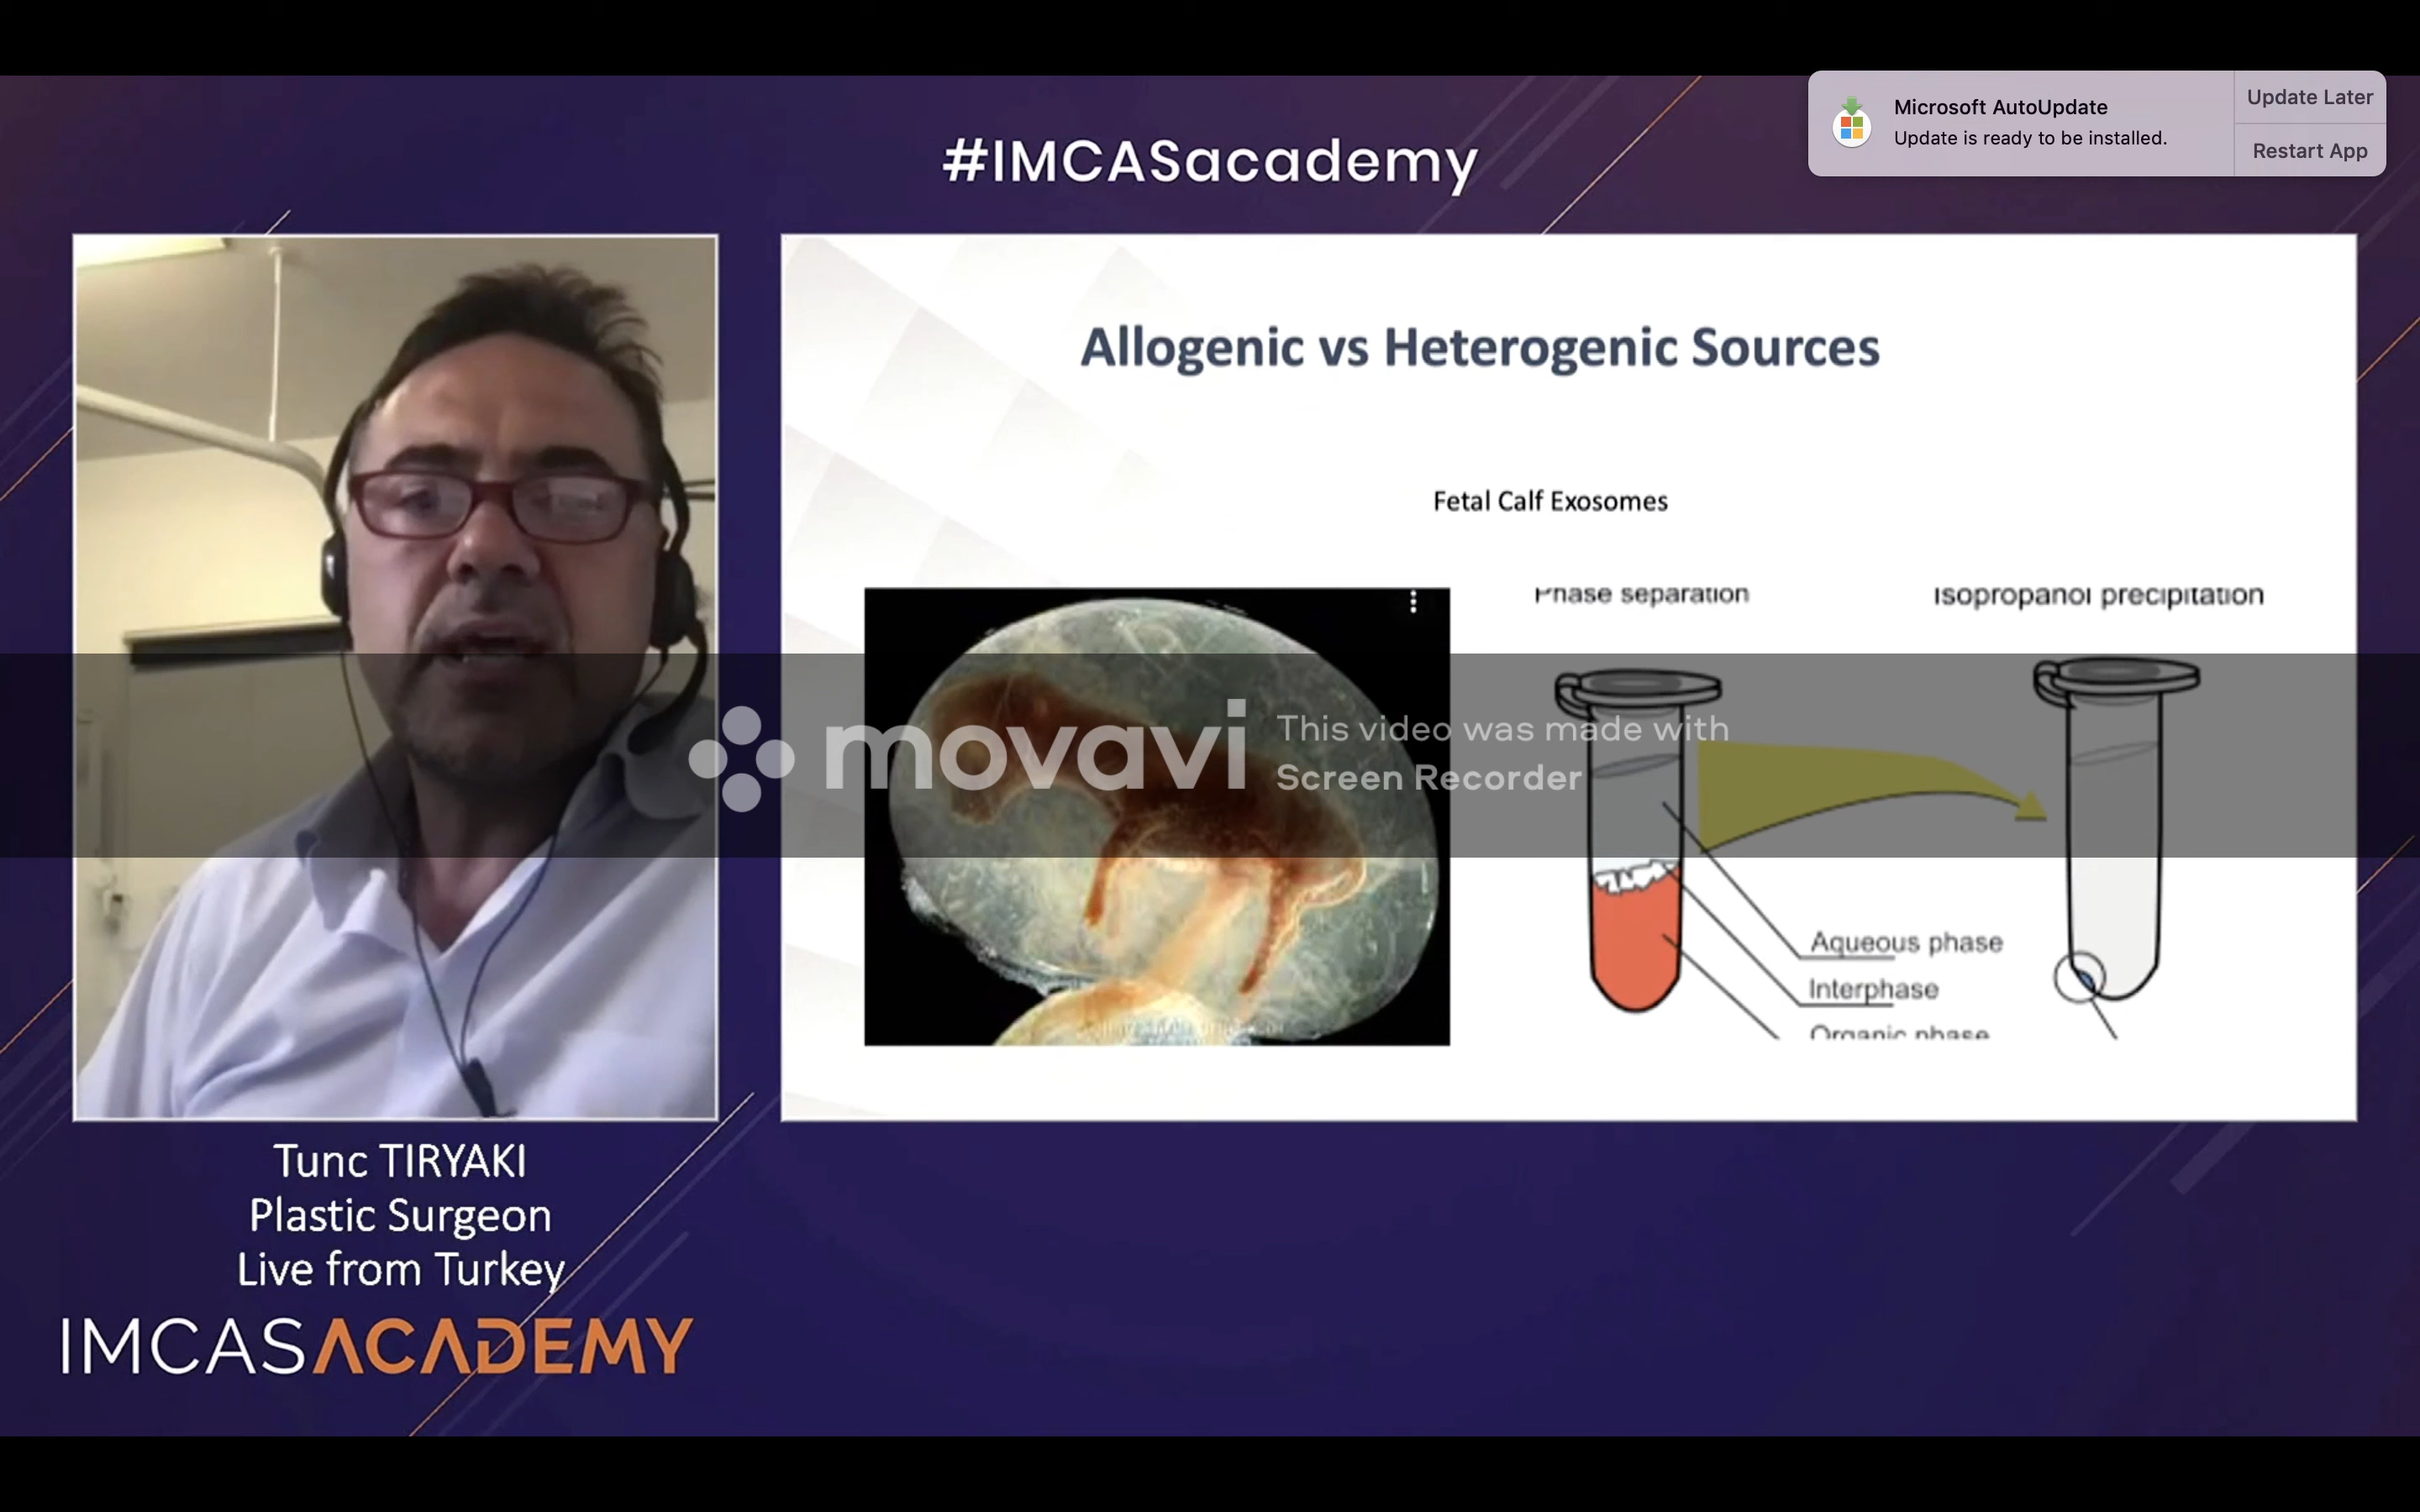 #IMCASacademy
Microsoft AutoUpdate
Update is ready to be installed.
Update Later
Restart App
Allogenic vs Heterogenic Sources
Fetal Calf Exosomes
Phase separation
Isopropanol precipitation
movavi
This video was made with
Screen Recorder
Aqueous phase
Interphase
Organic phase
Tunc TIRYAKI
Plastic Surgeon
Live from Turkey
IMCASACADEMY